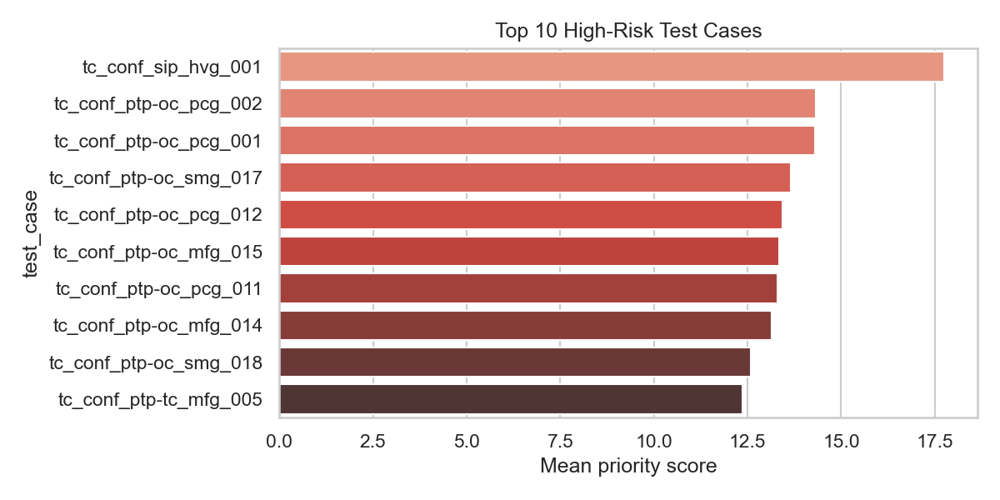 Top 10 High-Risk Test Cases
test_case
tc_conf_sip_hvg_001
tc_conf_ptp-oc_pcg_002
tc_conf_ptp-oc_pcg_001
tc_conf_ptp-oc_smg_017
tc_conf_ptp-oc_pcg_012
tc_conf_ptp-oc_mfg_015
tc_conf_ptp-oc_pcg_011
tc_conf_ptp-oc_mfg_014
tc_conf_ptp-oc_smg_018
tc_conf_ptp-tc_mfg_005
0.0 2.5 5.0 7.5 10.0 12.5 15.0 17.5
Mean priority score